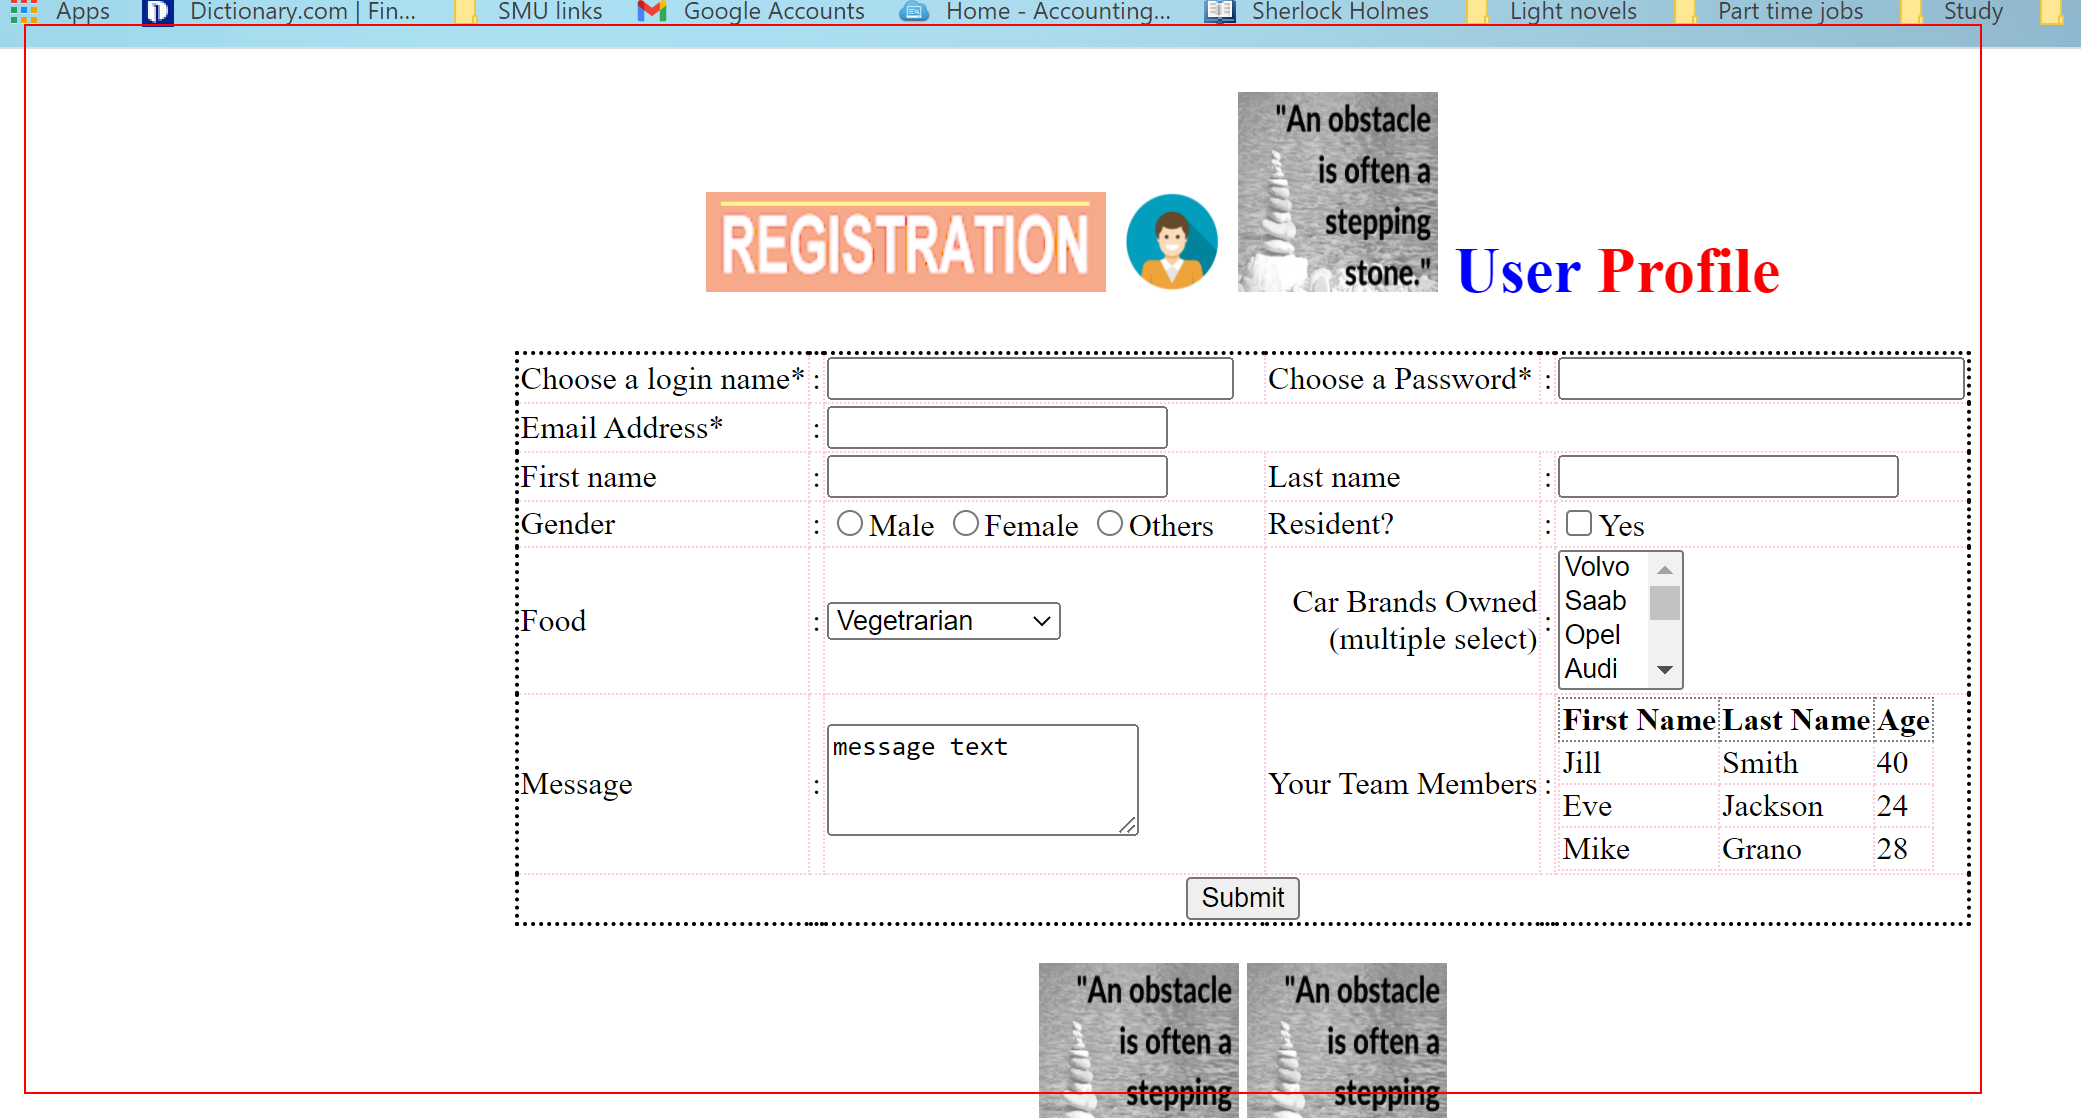 Apps Dictionary.com | Fin... SMU links Google Accounts Home - Accounting... Sherlock Holmes Light novels Part time jobs Study
"An obstacle
is often a
stepping
stone."
REGISTRATION
User Profile
Choose a login name* : Choose a Password* :
Email Address* :
First name : Last name :
Gender : Male Female Others Resident? : Yes
Food : Vegetrarian Car Brands Owned (multiple select) :
Volvo
Saab
Opel
Audi
Message : message text Your Team Members :
First Name Last Name Age
Jill Smith 40
Eve Jackson 24
Mike Grano 28
Submit
"An obstacle "An obstacle
is often a is often a
stepping stepping